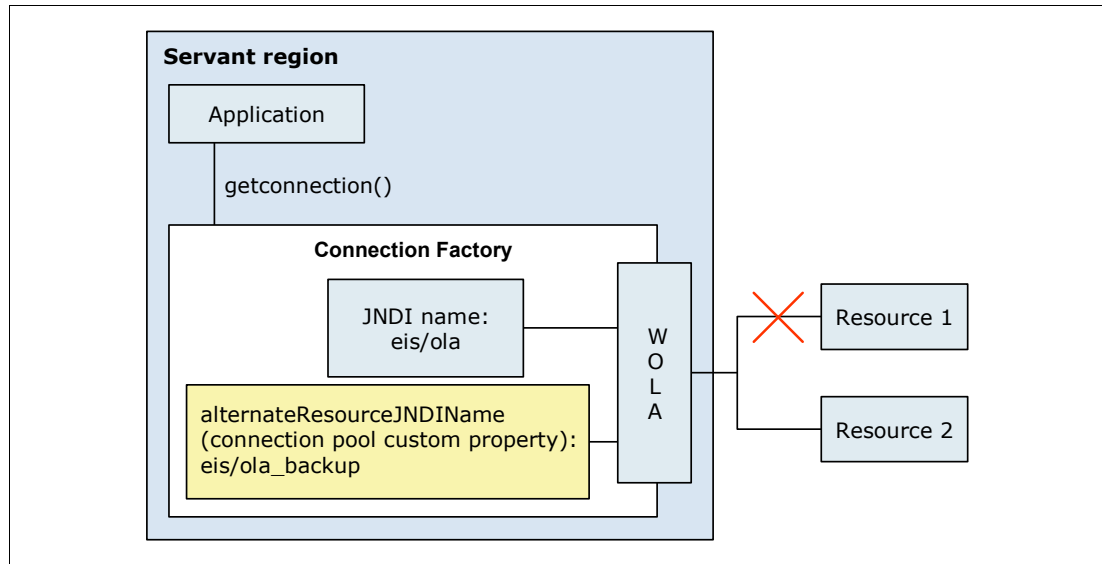 Servant region
Application
getconnection()
Connection Factory
JNDI name:
eis/ola
alternateResourceJNDIName
(connection pool custom property):
eis/ola_backup
W
O
L
A
Resource 1
Resource 2